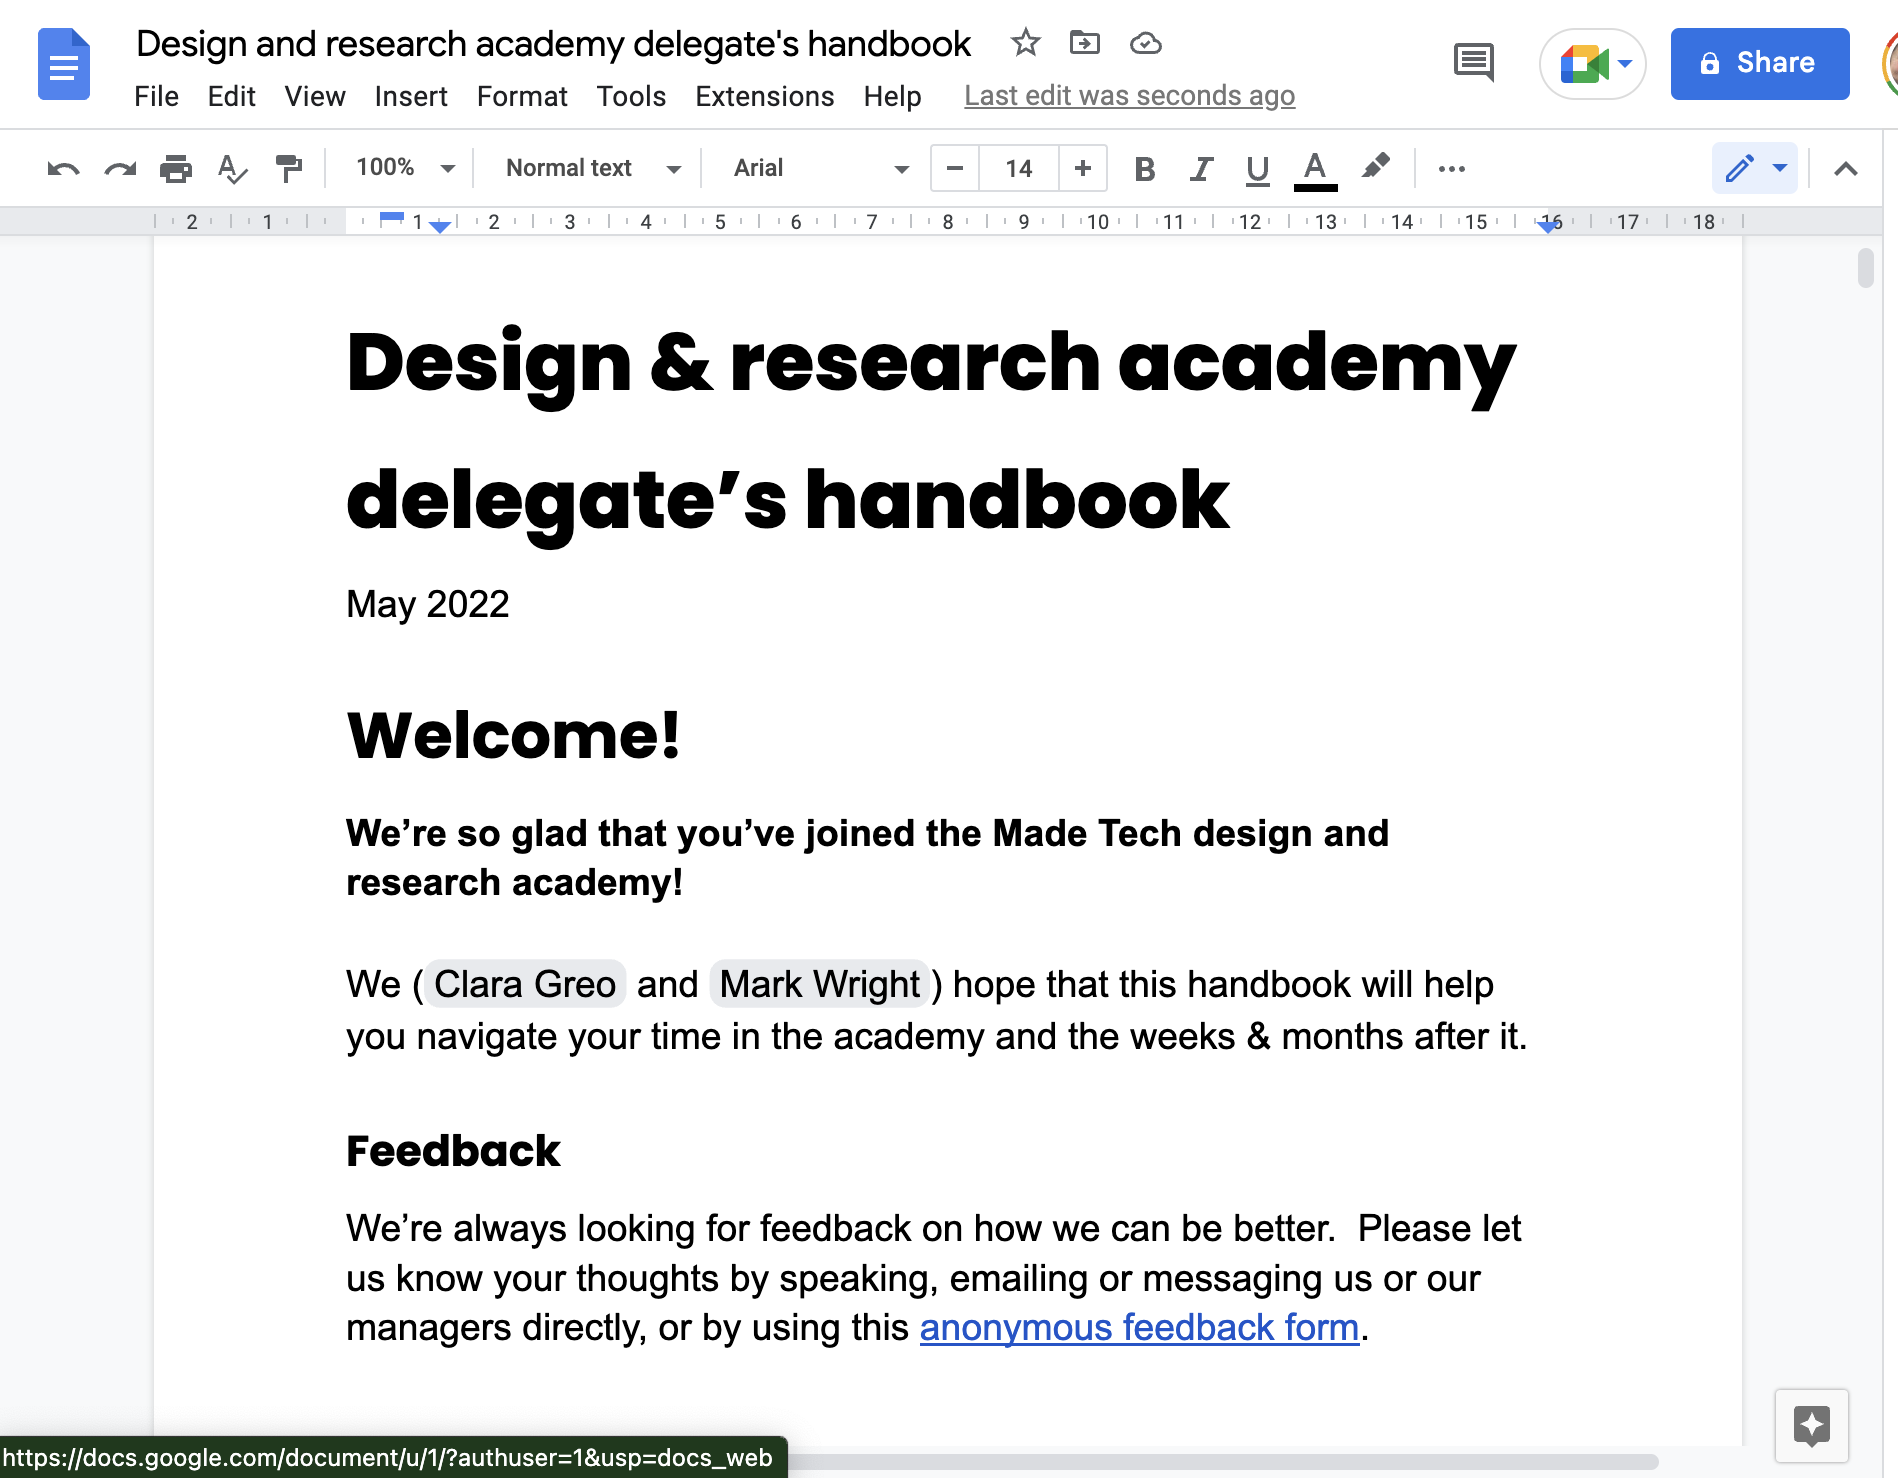 Design and research academy delegate's handbook
File Edit View Insert Format Tools Extensions Help Last edit was seconds ago
Share
100% Normal text Arial − 14 + B I U A
2 1 1 2 3 4 5 6 7 8 9 10 11 12 13 14 15 16 17 18
Design & research academy
delegate’s handbook
May 2022
Welcome!
We’re so glad that you’ve joined the Made Tech design and
research academy!
We ( Clara Greo and Mark Wright ) hope that this handbook will help
you navigate your time in the academy and the weeks & months after it.
Feedback
We’re always looking for feedback on how we can be better.  Please let
us know your thoughts by speaking, emailing or messaging us or our
managers directly, or by using this anonymous feedback form.
https://docs.google.com/document/u/1/?authuser=1&usp=docs_web